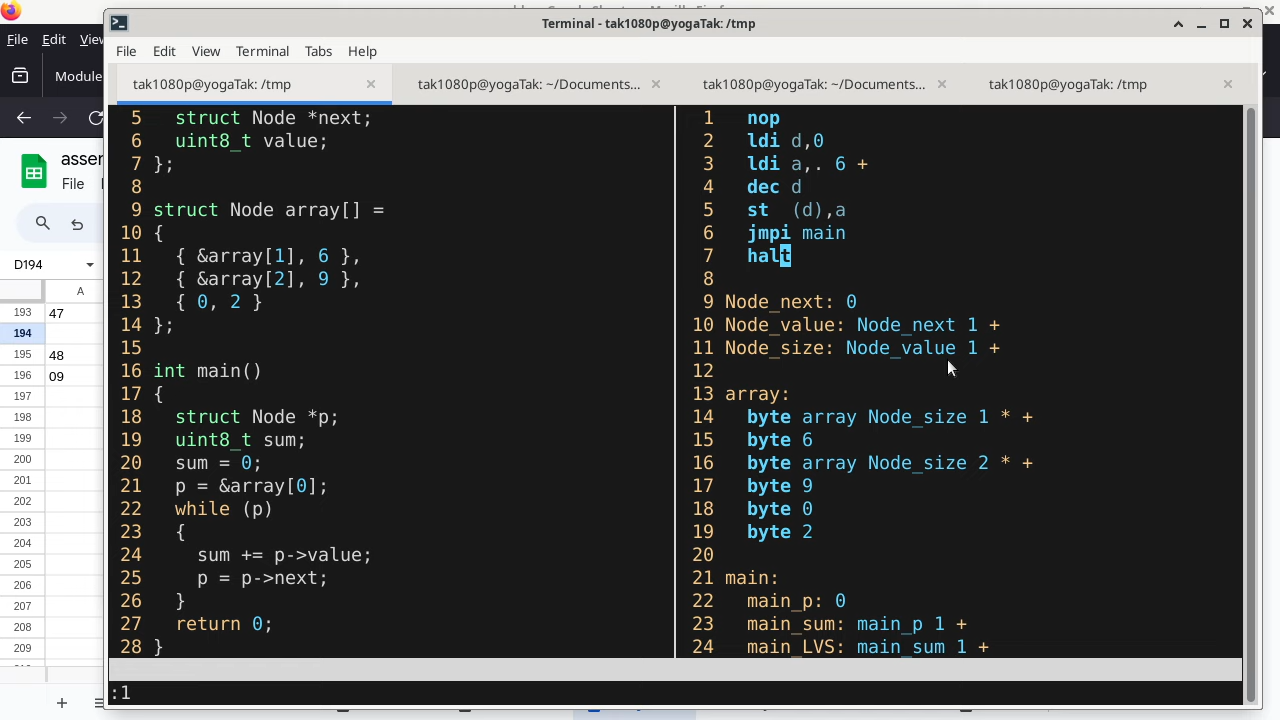 Terminal - tak1080p@yogaTak: /tmp
File Edit View
File Edit View Terminal Tabs Help
Module
tak1080p@yogaTak: /tmp
tak1080p@yogaTak: ~/Documents...
tak1080p@yogaTak: ~/Documents...
tak1080p@yogaTak: /tmp
File
D194
A
193 47
194
195 48
196 09
197
198
199
200
201
202
203
204
205
206
207
208
209
5   struct Node *next;
6   uint8_t value;
7 };
8
9 struct Node array[] =
10 {
11   { &array[1], 6 },
12   { &array[2], 9 },
13   { 0, 2 }
14 };
15
16 int main()
17 {
18   struct Node *p;
19   uint8_t sum;
20   sum = 0;
21   p = &array[0];
22   while (p)
23   {
24     sum += p->value;
25     p = p->next;
26   }
27   return 0;
28 }
1   nop
2   ldi d,0
3   ldi a,. 6 +
4   dec d
5   st  (d),a
6   jmpi main
7   halt
8
9 Node_next: 0
10 Node_value: Node_next 1 +
11 Node_size: Node_value 1 +
12
13 array:
14   byte array Node_size 1 * +
15   byte 6
16   byte array Node_size 2 * +
17   byte 9
18   byte 0
19   byte 2
20
21 main:
22   main_p: 0
23   main_sum: main_p 1 +
24   main_LVS: main_sum 1 +
:1